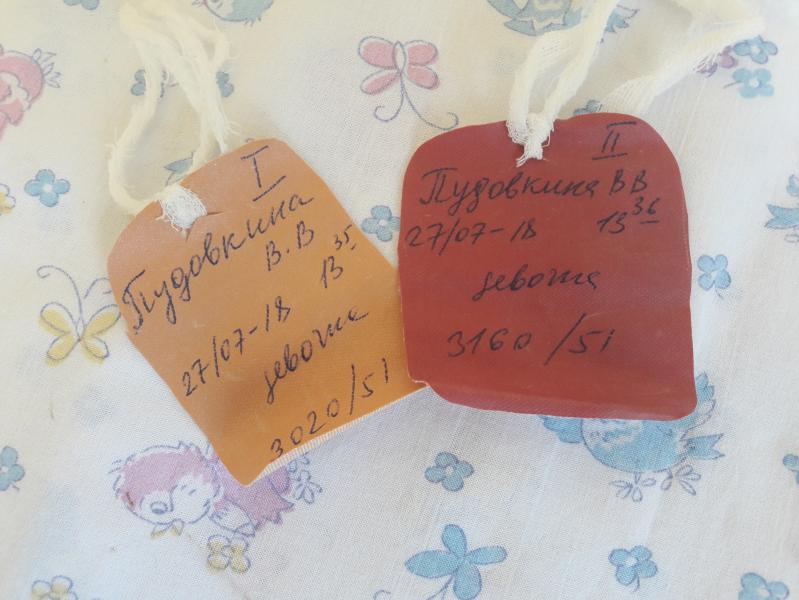 I
Пудовкина
В.В
27/07-18 13 35
девочка
3020/51
II
Пудовкина ВВ
27/07-18 13 36
девочка
3160/51